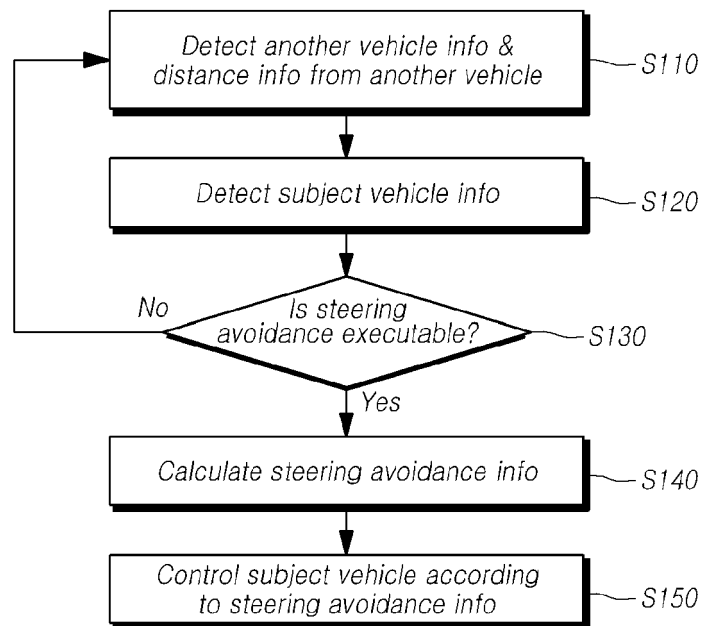 Detect another vehicle info &
distance info from another vehicle
S110
Detect subject vehicle info
S120
No
Is steering
avoidance executable?
S130
Yes
Calculate steering avoidance info
S140
Control subject vehicle according
to steering avoidance info
S150